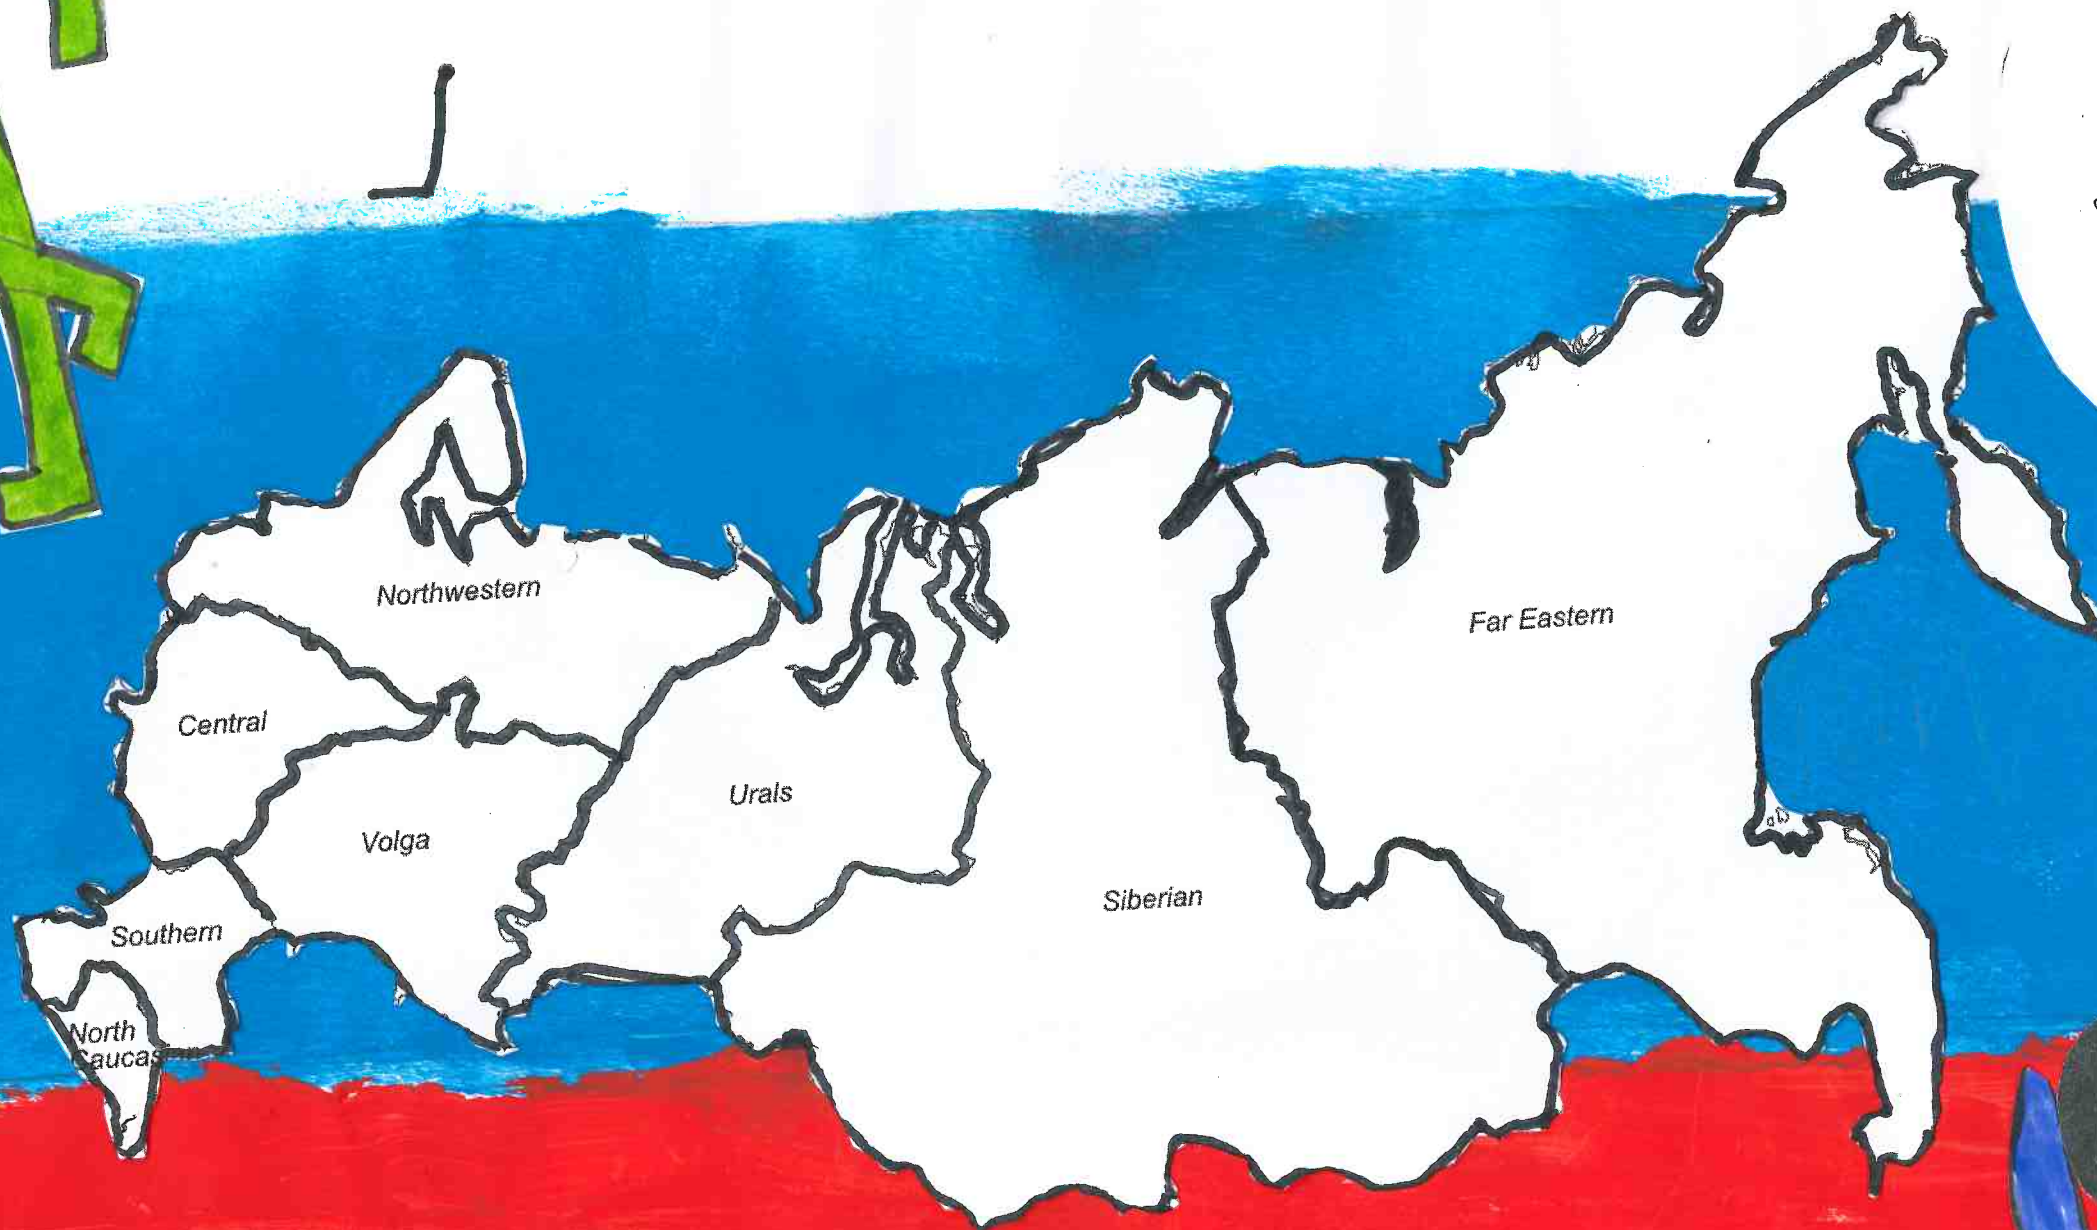 Northwestern
Far Eastern
Central
Urals
Volga
Siberian
Southern
North